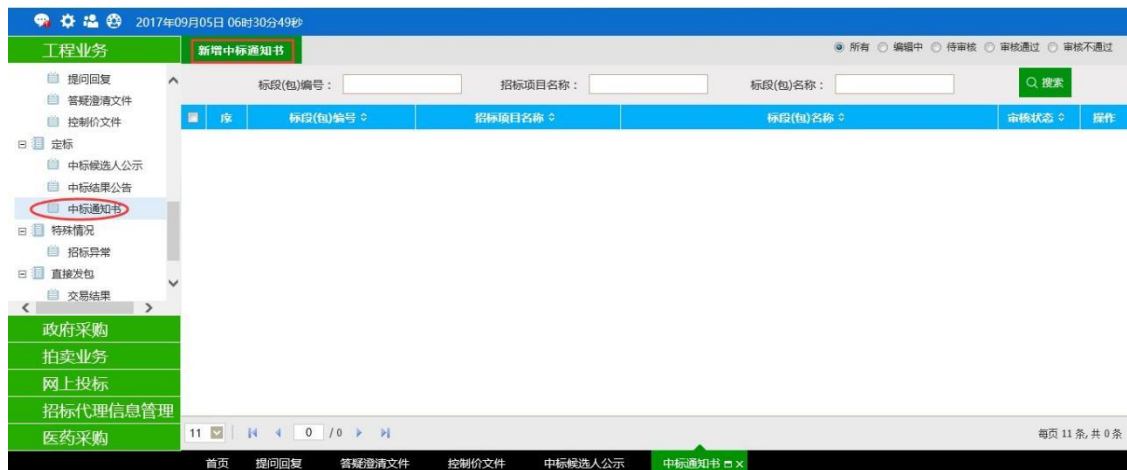 2017年09月05日 06时30分49秒
工程业务
新增中标通知书
所有 编辑中 待审核 审核通过 审核不通过
提问回复
答疑澄清文件
控制价文件
定标
中标候选人公示
中标结果公告
中标通知书
特殊情况
招标异常
直接发包
交易结果
政府采购
拍卖业务
网上投标
招标代理信息管理
医药采购
标段(包)编号： 招标项目名称： 标段(包)名称： 搜索
序 标段(包)编号 招标项目名称 标段(包)名称 审核状态 操作
11 0 / 0 每页 11 条, 共 0 条
首页 提问回复 答疑澄清文件 控制价文件 中标候选人公示 中标通知书